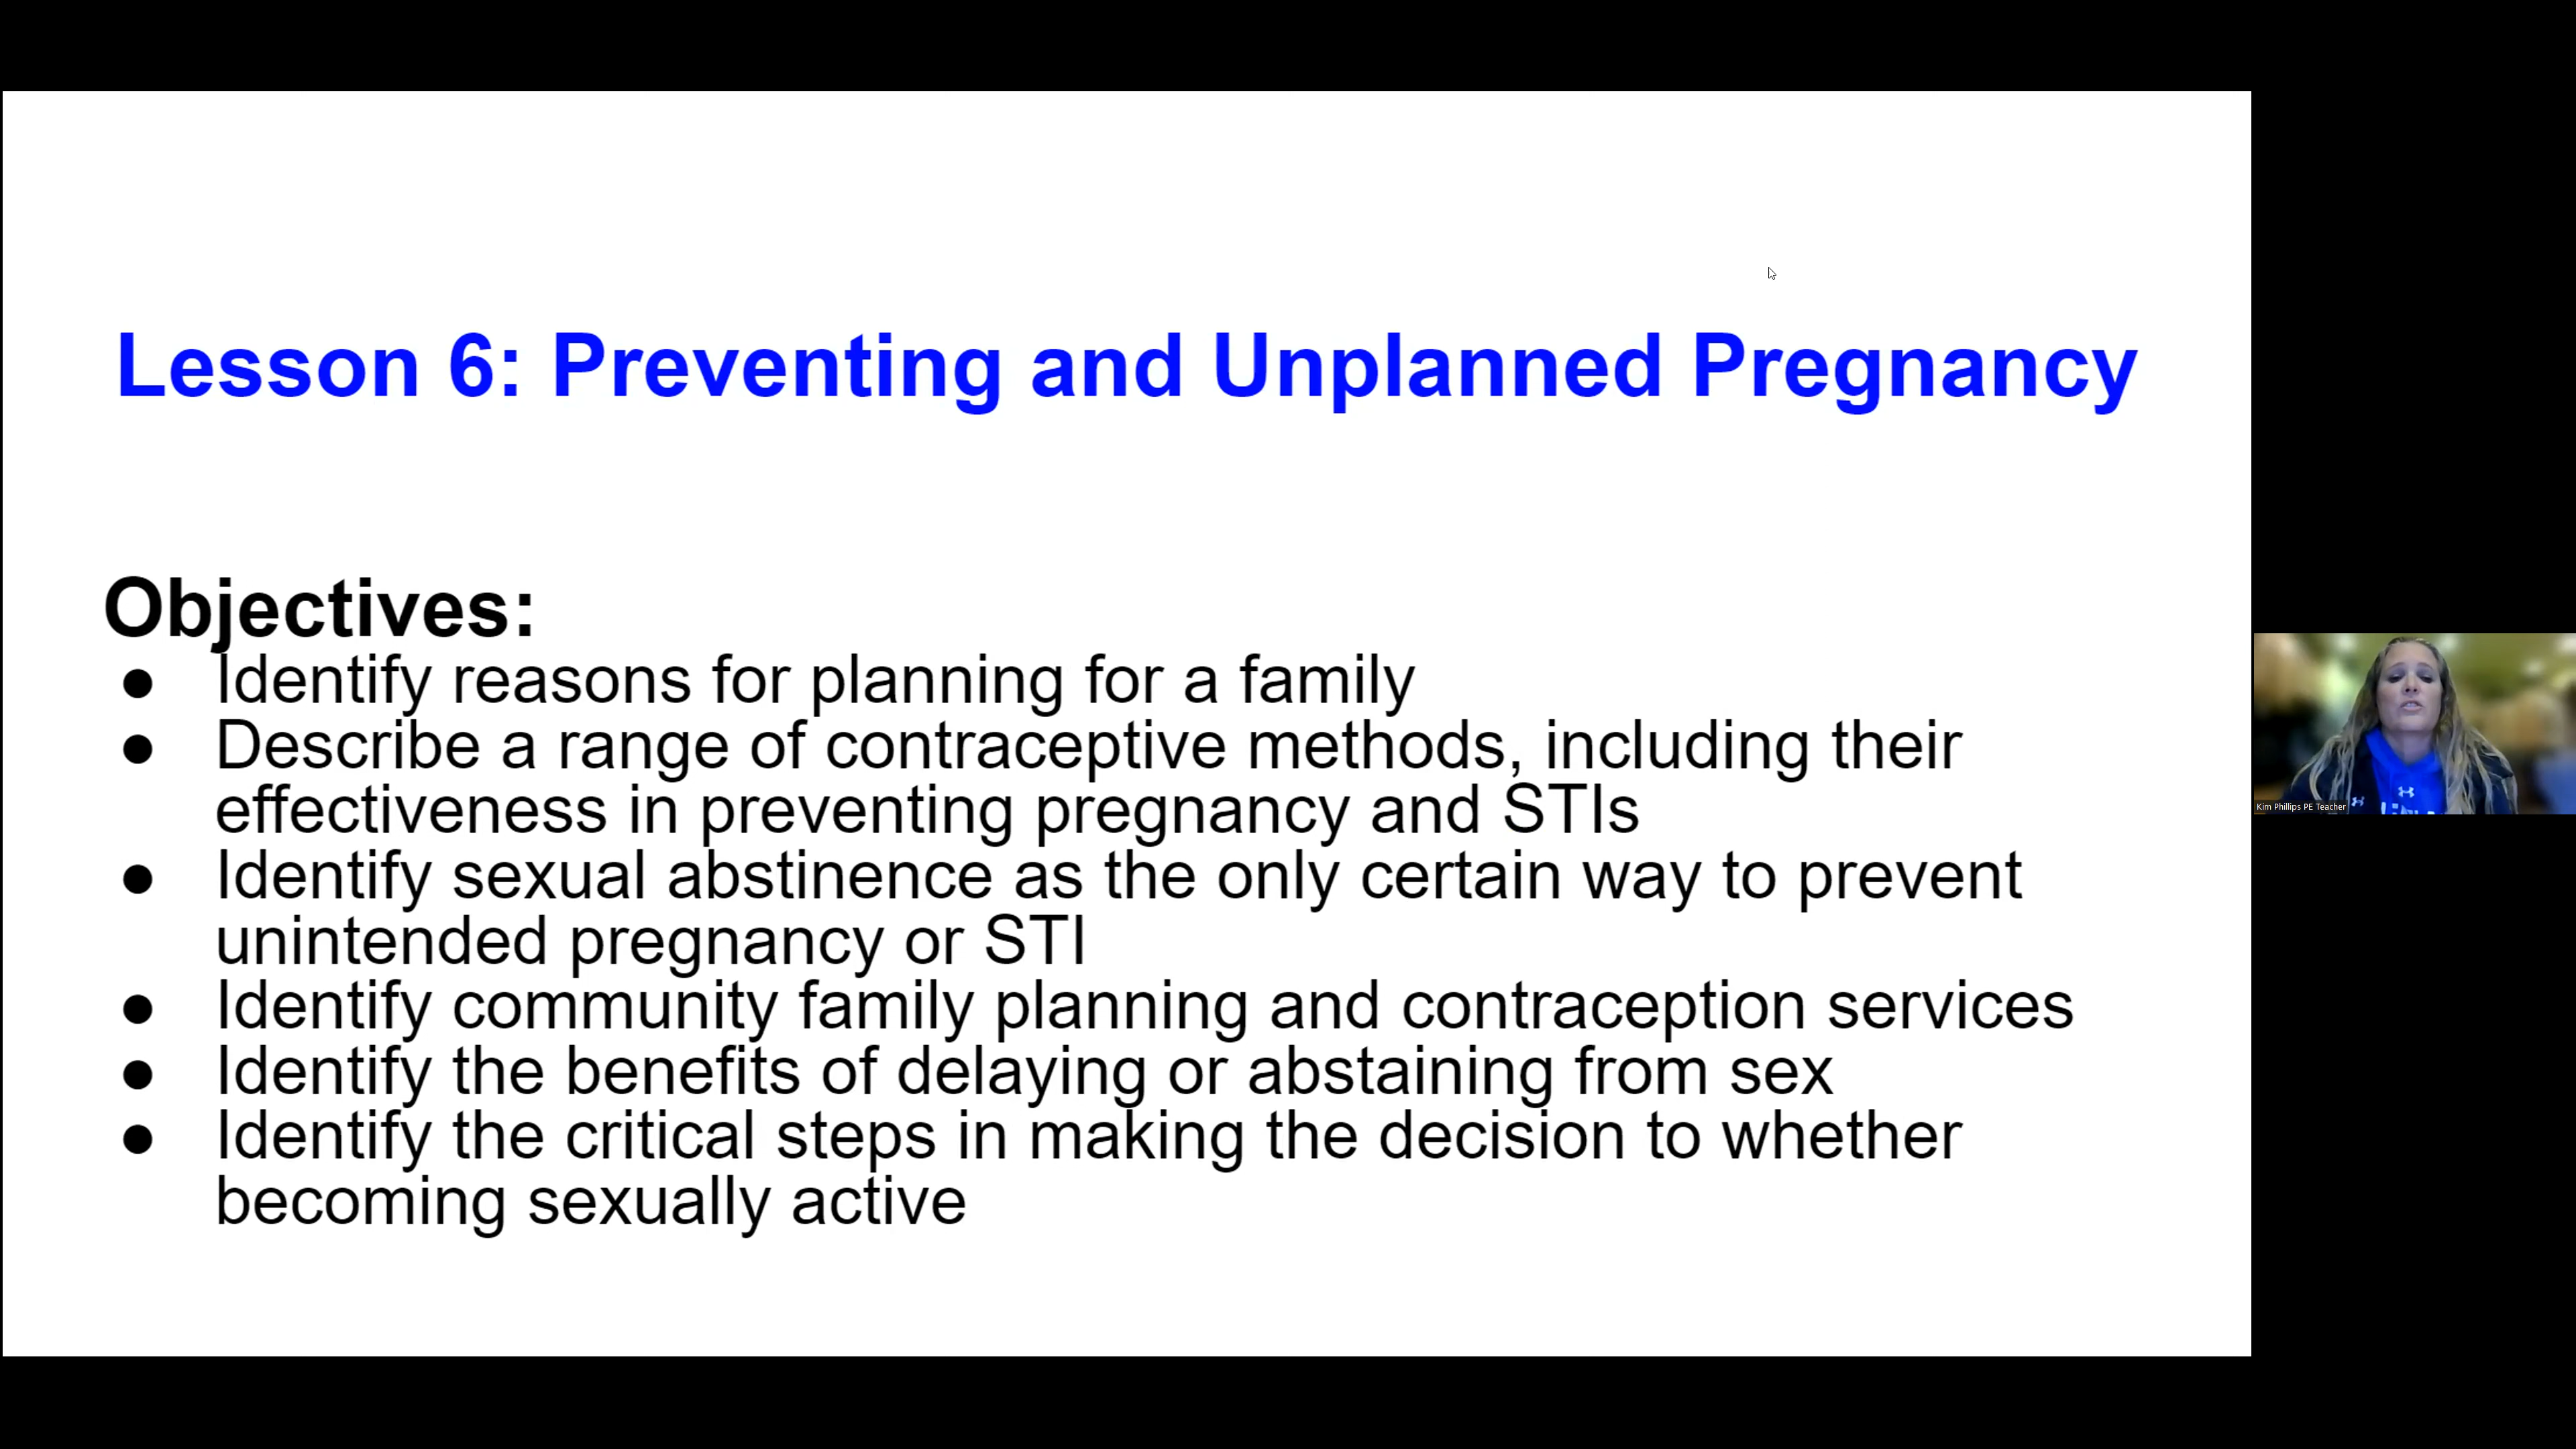 Lesson 6: Preventing and Unplanned Pregnancy
Objectives:
● Identify reasons for planning for a family
● Describe a range of contraceptive methods, including their
effectiveness in preventing pregnancy and STIs
● Identify sexual abstinence as the only certain way to prevent
unintended pregnancy or STI
● Identify community family planning and contraception services
● Identify the benefits of delaying or abstaining from sex
● Identify the critical steps in making the decision to whether
becoming sexually active
Kim Phillips PE Teacher